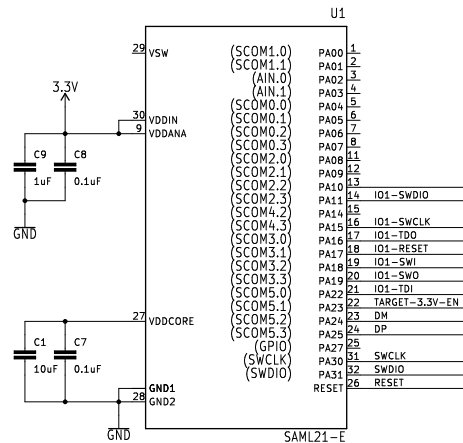 U1
29 VSW (SCOM1.0) PA00 1
(SCOM1.1) PA01 2
(AIN.0) PA02 3
3.3V (AIN.1) PA03 4
(SCOM0.0) PA04 5
30 VDDIN (SCOM0.1) PA05 6
9 VDDANA (SCOM0.2) PA06 7
(SCOM0.3) PA07 8
C9 C8 (SCOM2.0) PA08 11
(SCOM2.1) PA09 12
1uF 0.1uF (SCOM2.2) PA10 13
(SCOM2.3) PA11 14 IO1-SWDIO
(SCOM4.2) PA14 15
GND (SCOM4.3) PA15 16 IO1-SWCLK
(SCOM3.0) PA16 17 IO1-TDO
(SCOM3.1) PA17 18 IO1-RESET
(SCOM3.2) PA18 19 IO1-SWI
(SCOM3.3) PA19 20 IO1-SWO
(SCOM5.0) PA22 21 IO1-TDI
(SCOM5.1) PA23 22 TARGET-3.3V-EN
27 VDDCORE (SCOM5.2) PA24 23 DM
(SCOM5.3) PA25 24 DP
C1 C7 (GPIO) PA27 25
10uF 0.1uF (SWCLK) PA30 31 SWCLK
(SWDIO) PA31 32 SWDIO
GND1 RESET 26 RESET
28 GND2
GND
SAML21-E